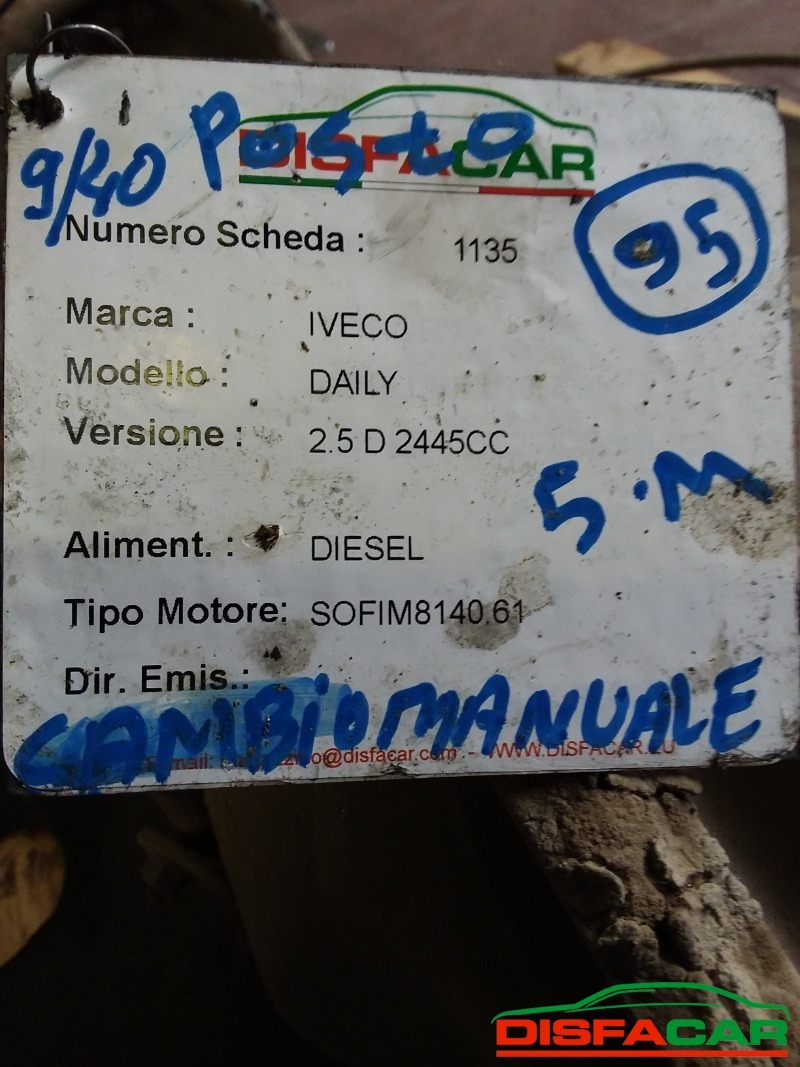 9/40 Posto
DISFACAR
95
Numero Scheda : 1135
Marca : IVECO
Modello : DAILY
Versione : 2.5 D 2445CC
5.M
Aliment. : DIESEL
Tipo Motore: SOFIM8140.61
Dir. Emis.:
CAMBIO MANUALE
@disfacar.com - WWW.DISFACAR.EU
DISFACAR